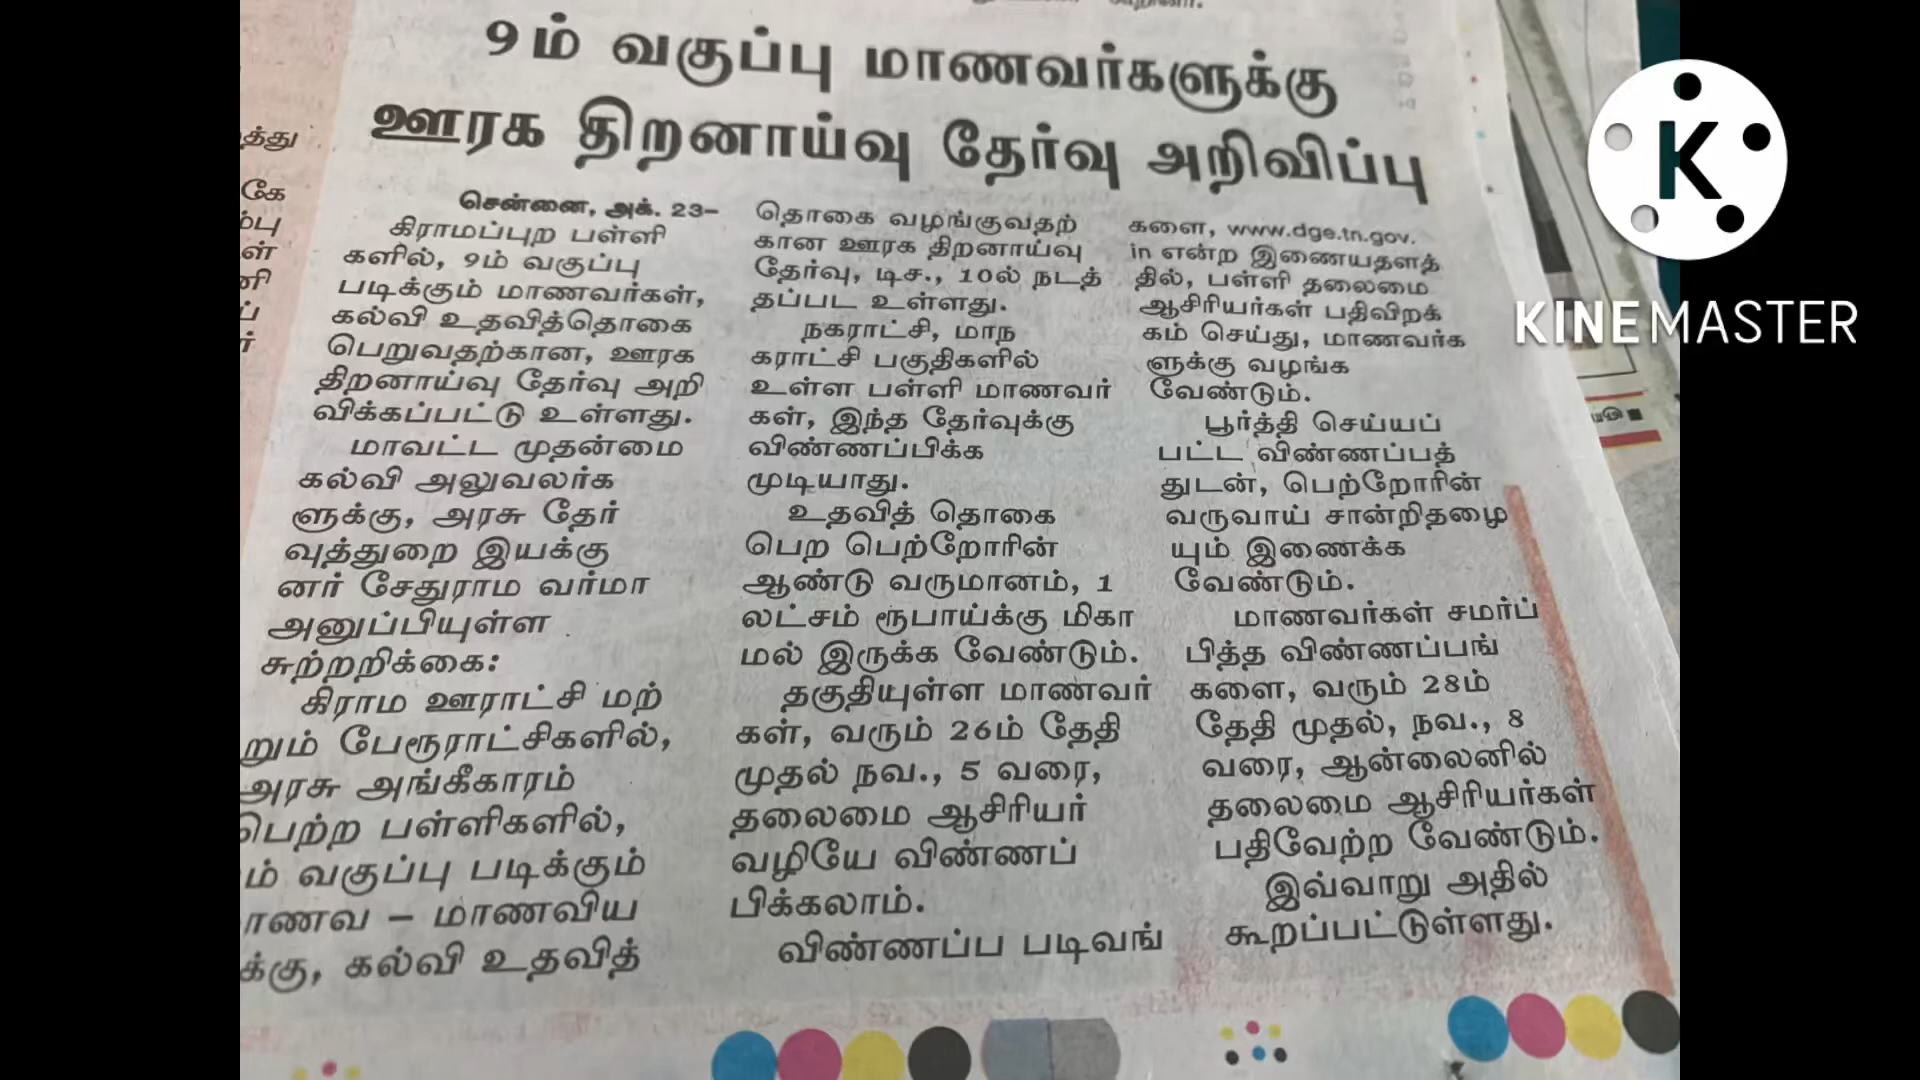 9ம் வகுப்பு மாணவர்களுக்கு
ஊரக திறனாய்வு தேர்வு அறிவிப்பு
சென்னை, அக். 23–
கிராமப்புற பள்ளி
களில், 9ம் வகுப்பு
படிக்கும் மாணவர்கள்,
கல்வி உதவித்தொகை
பெறுவதற்கான, ஊரக
திறனாய்வு தேர்வு அறி
விக்கப்பட்டு உள்ளது.
மாவட்ட முதன்மை
கல்வி அலுவலர்க
ளுக்கு, அரசு தேர்
வுத்துறை இயக்கு
னர் சேதுராம வர்மா
அனுப்பியுள்ள
சுற்றறிக்கை:
கிராம ஊராட்சி மற்
றும் பேரூராட்சிகளில்,
அரசு அங்கீகாரம்
பெற்ற பள்ளிகளில்,
ம் வகுப்பு படிக்கும்
ாணவ – மாணவிய
க்கு, கல்வி உதவித்
தொகை வழங்குவதற்
கான ஊரக திறனாய்வு
தேர்வு, டிச., 10ல் நடத்
தப்பட உள்ளது.
நகராட்சி, மாந
கராட்சி பகுதிகளில்
உள்ள பள்ளி மாணவர்
கள், இந்த தேர்வுக்கு
விண்ணப்பிக்க
முடியாது.
உதவித் தொகை
பெற பெற்றோரின்
ஆண்டு வருமானம், 1
லட்சம் ரூபாய்க்கு மிகா
மல் இருக்க வேண்டும்.
தகுதியுள்ள மாணவர்
கள், வரும் 26ம் தேதி
முதல் நவ., 5 வரை,
தலைமை ஆசிரியர்
வழியே விண்ணப்
பிக்கலாம்.
விண்ணப்ப படிவங்
களை, www.dge.tn.gov.
in என்ற இணையதளத்
தில், பள்ளி தலைமை
ஆசிரியர்கள் பதிவிறக்
கம் செய்து, மாணவர்க
ளுக்கு வழங்க
வேண்டும்.
பூர்த்தி செய்யப்
பட்ட விண்ணப்பத்
துடன், பெற்றோரின்
வருவாய் சான்றிதழை
யும் இணைக்க
வேண்டும்.
மாணவர்கள் சமர்ப்
பித்த விண்ணப்பங்
களை, வரும் 28ம்
தேதி முதல், நவ., 8
வரை, ஆன்லைனில்
தலைமை ஆசிரியர்கள்
பதிவேற்ற வேண்டும்.
இவ்வாறு அதில்
கூறப்பட்டுள்ளது.
K
KINEMASTER